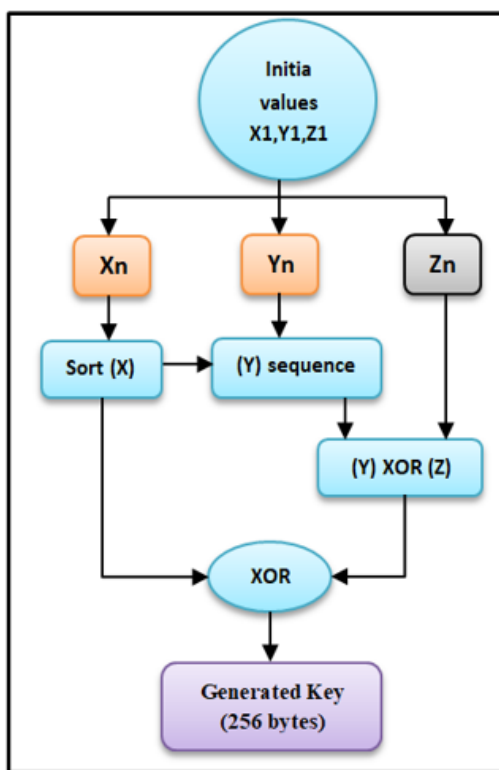 Initia
values
X1,Y1,Z1
Xn
Yn
Zn
Sort (X)
(Y) sequence
(Y) XOR (Z)
XOR
Generated Key
(256 bytes)